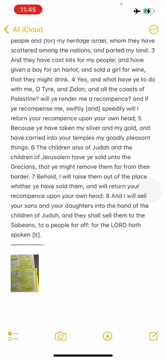 11:45
All iCloud
people and [for] my heritage Israel, whom they have
scattered among the nations, and parted my land. 3
And they have cast lots for my people; and have
given a boy for an harlot, and sold a girl for wine,
that they might drink. 4 Yea, and what have ye to do
with me, O Tyre, and Zidon, and all the coasts of
Palestine? will ye render me a recompence? and if
ye recompense me, swiftly [and] speedily will I
return your recompence upon your own head; 5
Because ye have taken my silver and my gold, and
have carried into your temples my goodly pleasant
things: 6 The children also of Judah and the
children of Jerusalem have ye sold unto the
Grecians, that ye might remove them far from their
border. 7 Behold, I will raise them out of the place
whither ye have sold them, and will return your
recompence upon your own head: 8 And I will sell
your sons and your daughters into the hand of the
children of Judah, and they shall sell them to the
Sabeans, to a people far off: for the LORD hath
spoken [it].